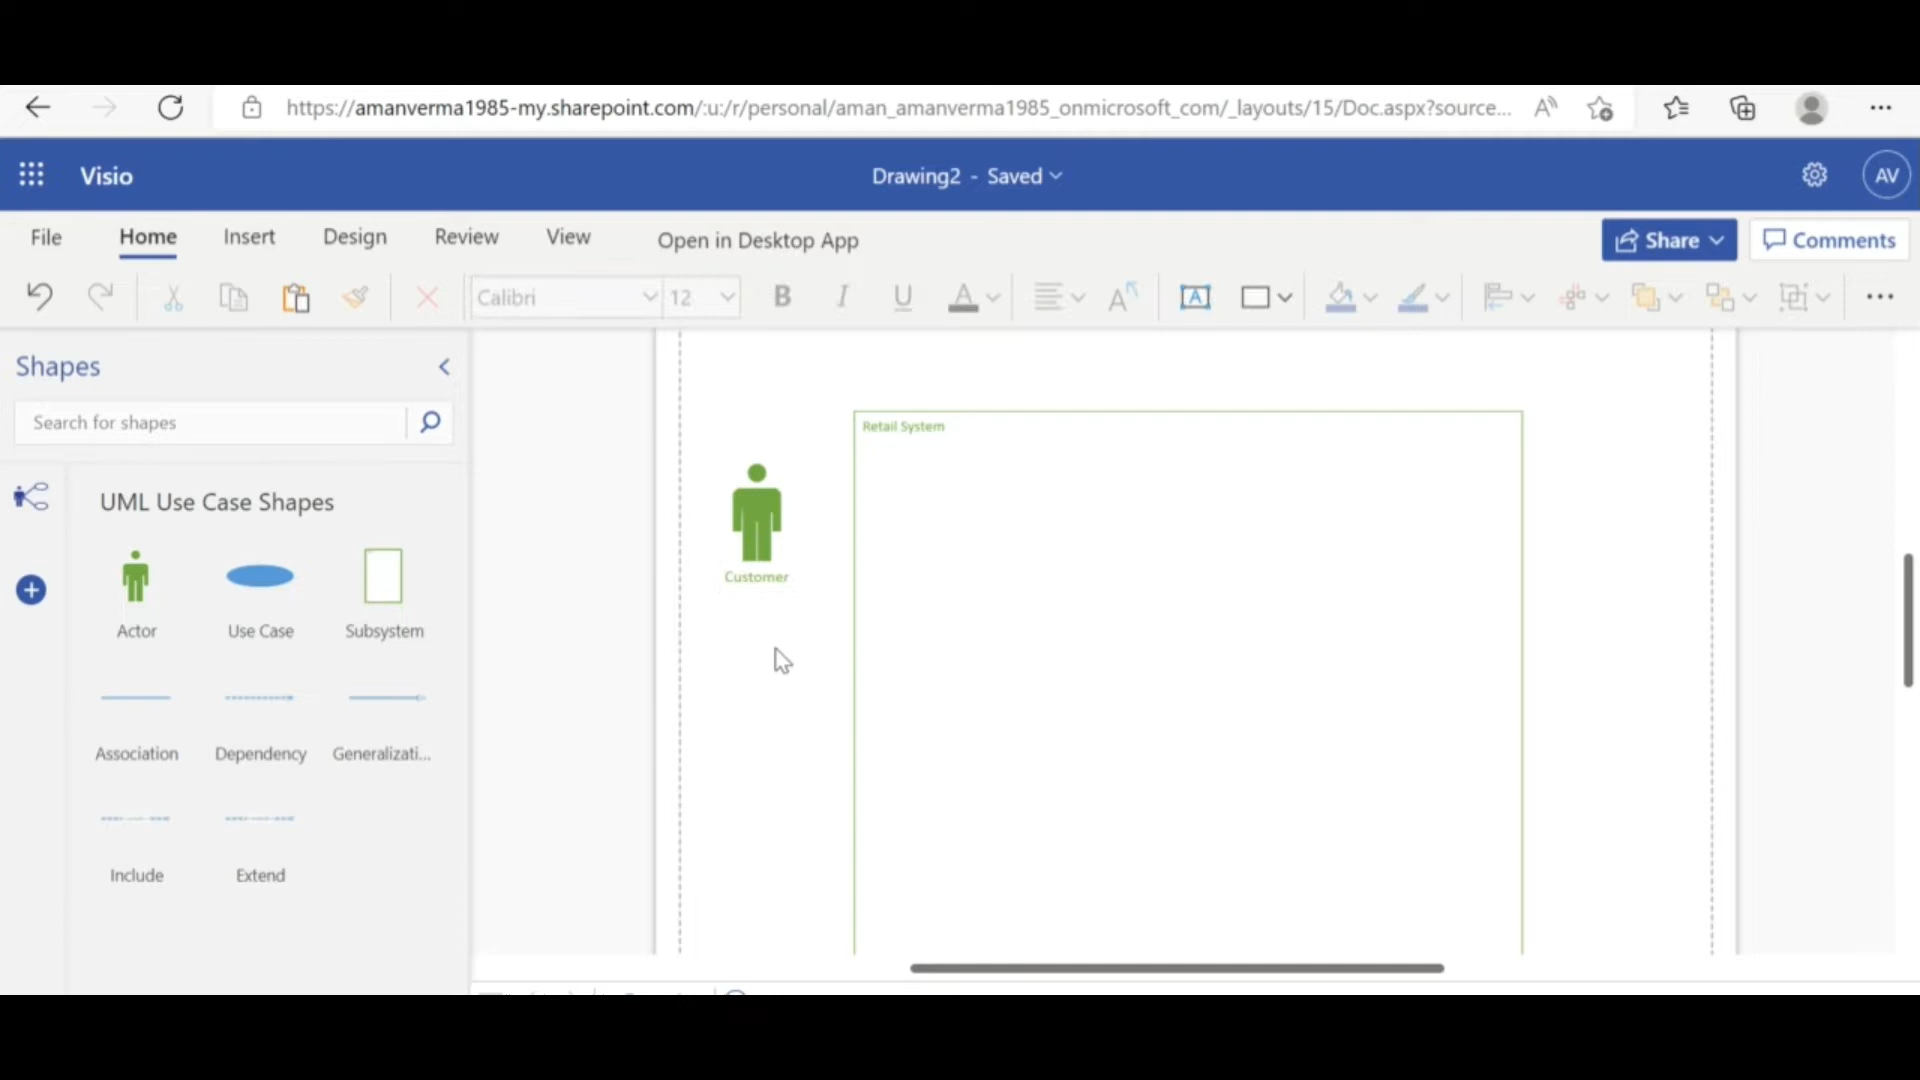 https://amanverma1985-my.sharepoint.com/:u:/r/personal/aman_amanverma1985_onmicrosoft_com/_layouts/15/Doc.aspx?source...
Visio
Drawing2 - Saved
AV
File Home Insert Design Review View Open in Desktop App
Share
Comments
Calibri 12 B I U A A A
Shapes
Search for shapes
UML Use Case Shapes
Actor Use Case Subsystem
Association Dependency Generalizati...
Include Extend
Retail System
Customer